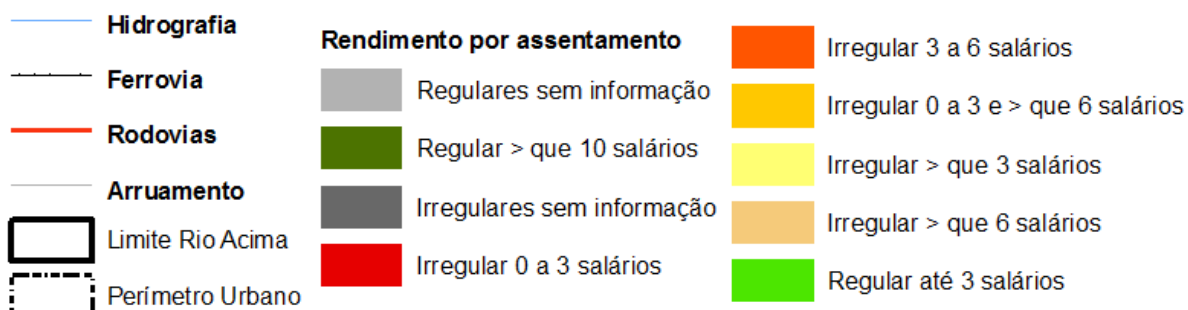 Hidrografia
Ferrovia
Rodovias
Arruamento
Limite Rio Acima
Perímetro Urbano
Rendimento por assentamento
Regulares sem informação
Regular > que 10 salários
Irregulares sem informação
Irregular 0 a 3 salários
Irregular 3 a 6 salários
Irregular 0 a 3 e > que 6 salários
Irregular > que 3 salários
Irregular > que 6 salários
Regular até 3 salários